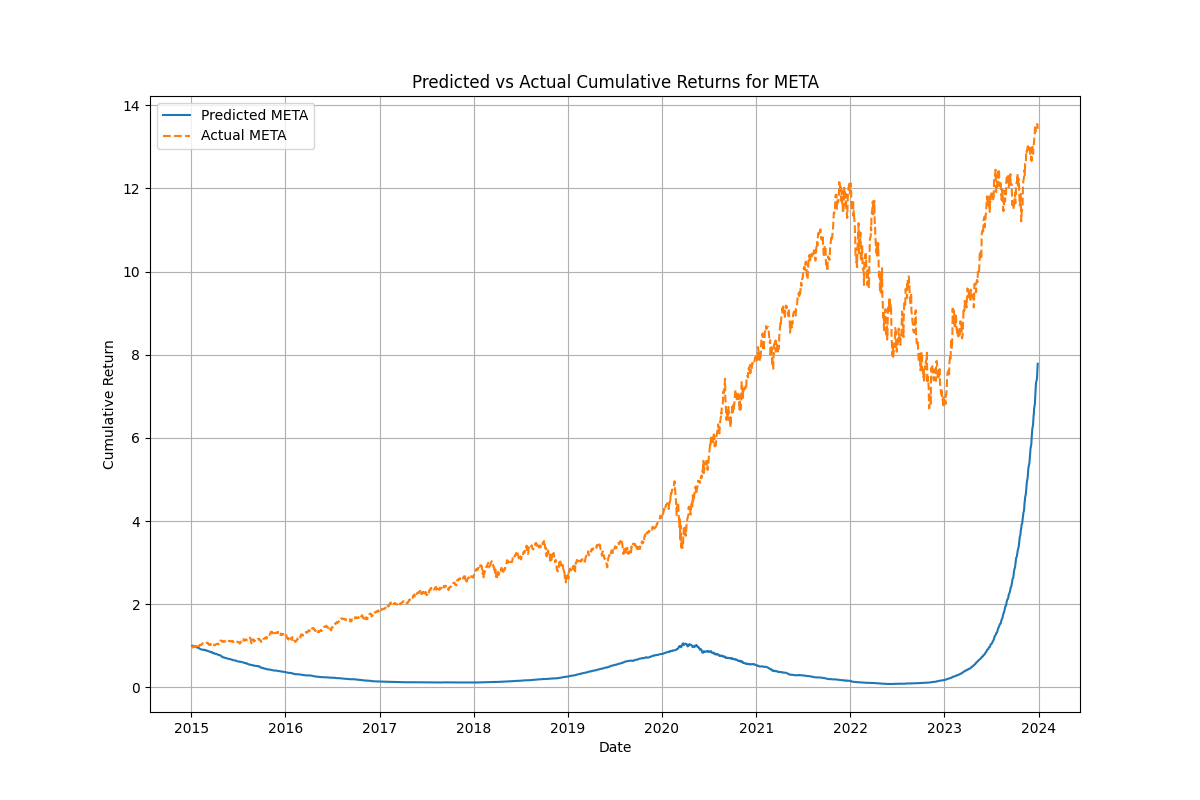 Predicted vs Actual Cumulative Returns for META
14
Predicted META
Actual META
12
10
8
6
4
2
0
Cumulative Return
2015 2016 2017 2018 2019 2020 2021 2022 2023 2024
Date